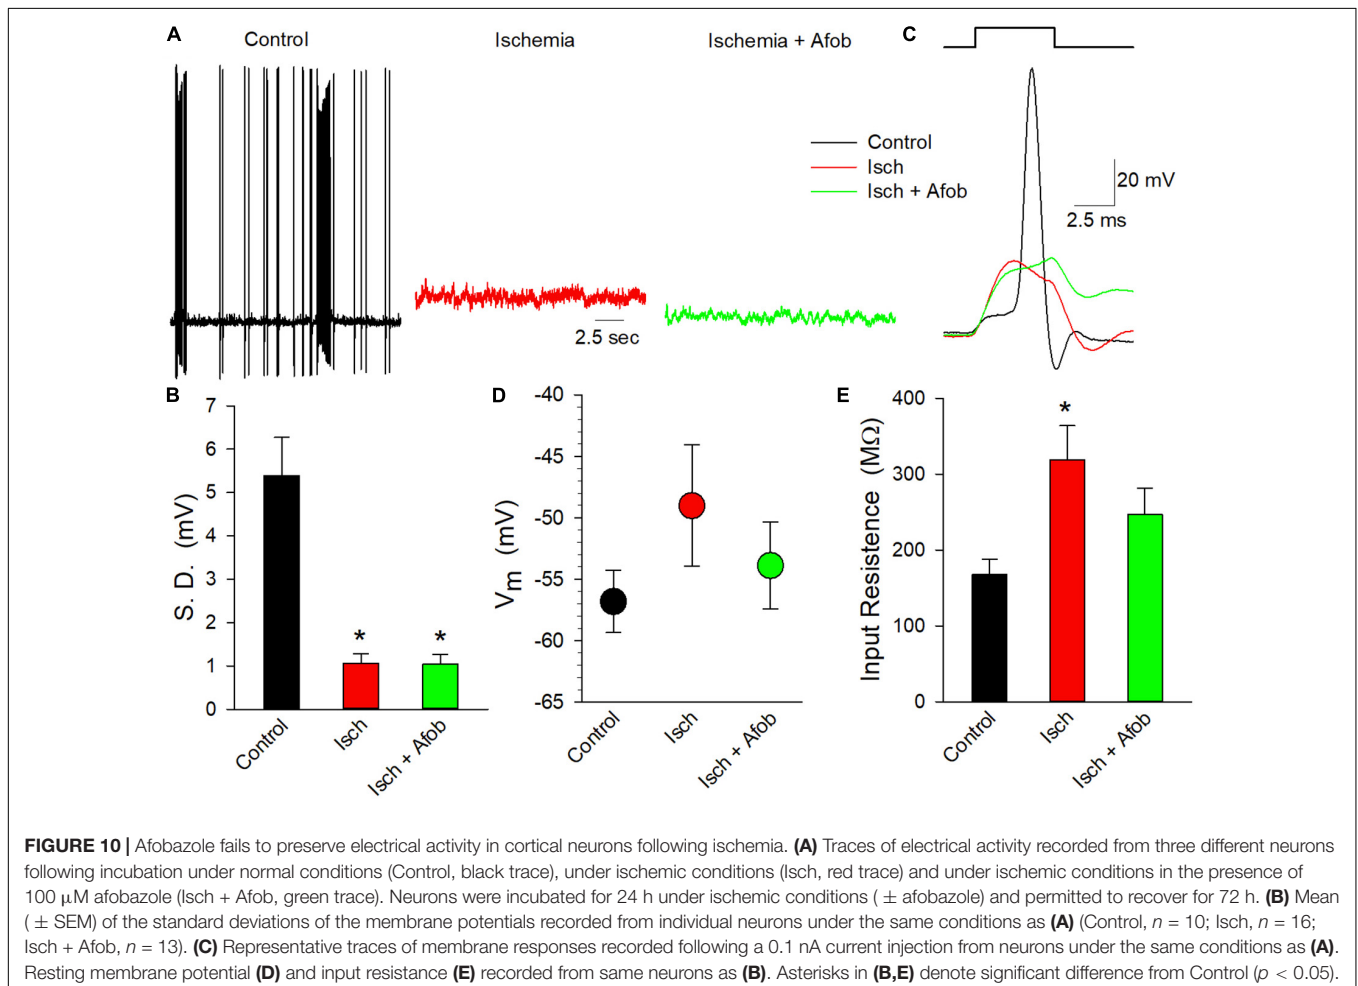 A
Control
Ischemia
Ischemia + Afob
C
Control
Isch
Isch + Afob
20 mV
2.5 ms
2.5 sec
B
7
6
5
4
3
2
1
0
S. D. (mV)
*
*
Control
Isch
Isch + Afob
D
-40
-45
-50
-55
-60
-65
Vm (mV)
Control
Isch
Isch + Afob
E
400
300
200
100
0
Input Resistence (MΩ)
*
Control
Isch
Isch + Afob
FIGURE 10 | Afobazole fails to preserve electrical activity in cortical neurons following ischemia. (A) Traces of electrical activity recorded from three different neurons
following incubation under normal conditions (Control, black trace), under ischemic conditions (Isch, red trace) and under ischemic conditions in the presence of
100 μM afobazole (Isch + Afob, green trace). Neurons were incubated for 24 h under ischemic conditions ( ± afobazole) and permitted to recover for 72 h. (B) Mean
( ± SEM) of the standard deviations of the membrane potentials recorded from individual neurons under the same conditions as (A) (Control, n = 10; Isch, n = 16;
Isch + Afob, n = 13). (C) Representative traces of membrane responses recorded following a 0.1 nA current injection from neurons under the same conditions as (A).
Resting membrane potential (D) and input resistance (E) recorded from same neurons as (B). Asterisks in (B,E) denote significant difference from Control (p < 0.05).